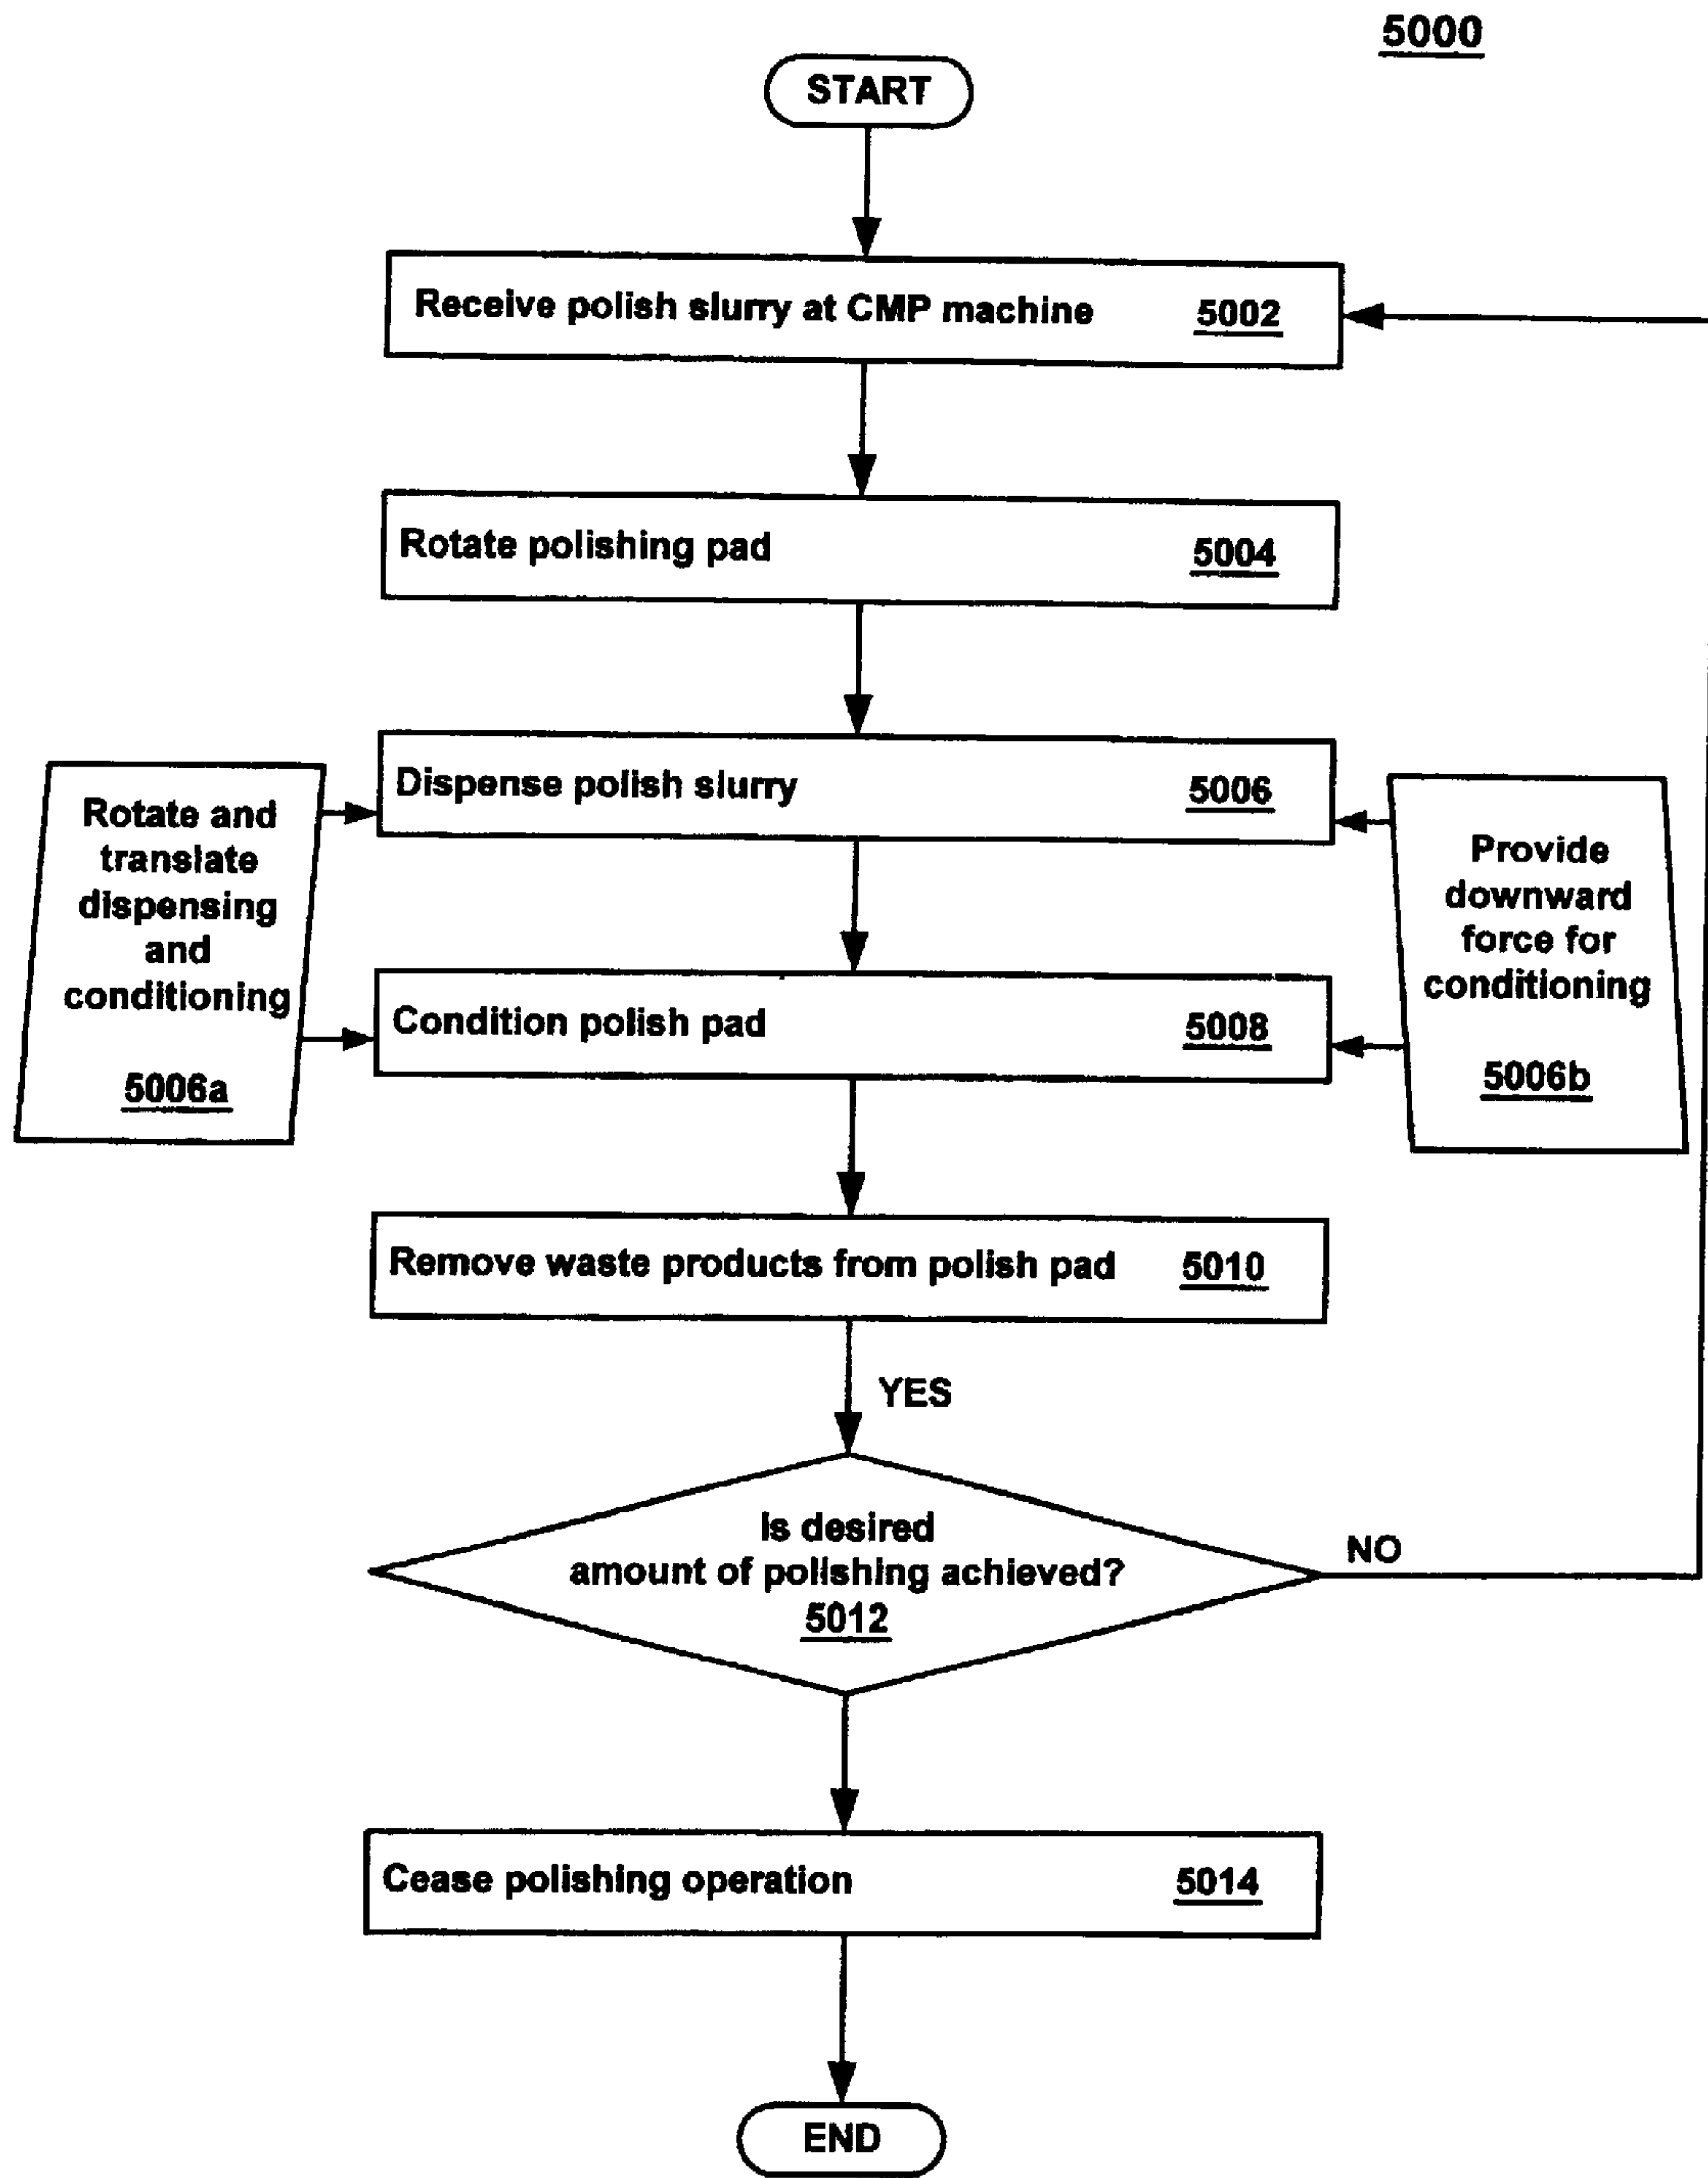 5000
START
Receive polish slurry at CMP machine 5002
Rotate polishing pad 5004
Dispense polish slurry 5006
Rotate and
translate
dispensing
and
conditioning
5006a
Provide
downward
force for
conditioning
5006b
Condition polish pad 5008
Remove waste products from polish pad 5010
YES
Is desired
amount of polishing achieved?
5012
NO
Cease polishing operation 5014
END